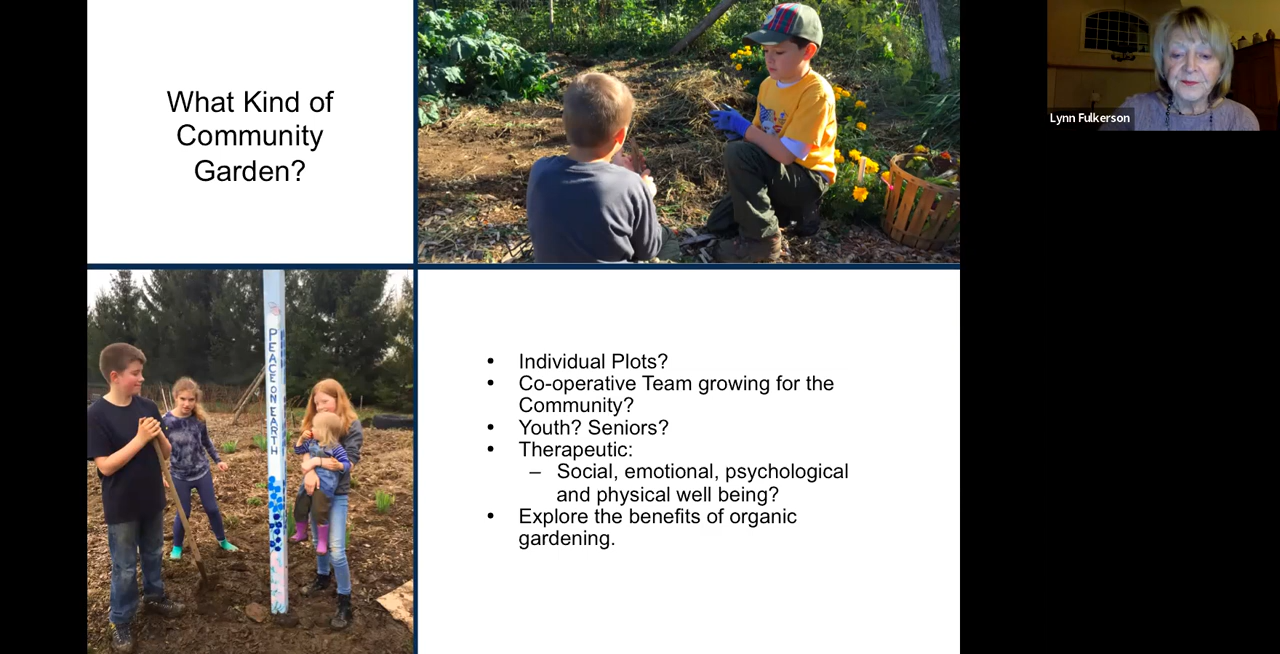 What Kind of
Community
Garden?
Lynn Fulkerson
PEACE ON EARTH
• Individual Plots?
• Co-operative Team growing for the
Community?
• Youth? Seniors?
• Therapeutic:
– Social, emotional, psychological
and physical well being?
• Explore the benefits of organic
gardening.